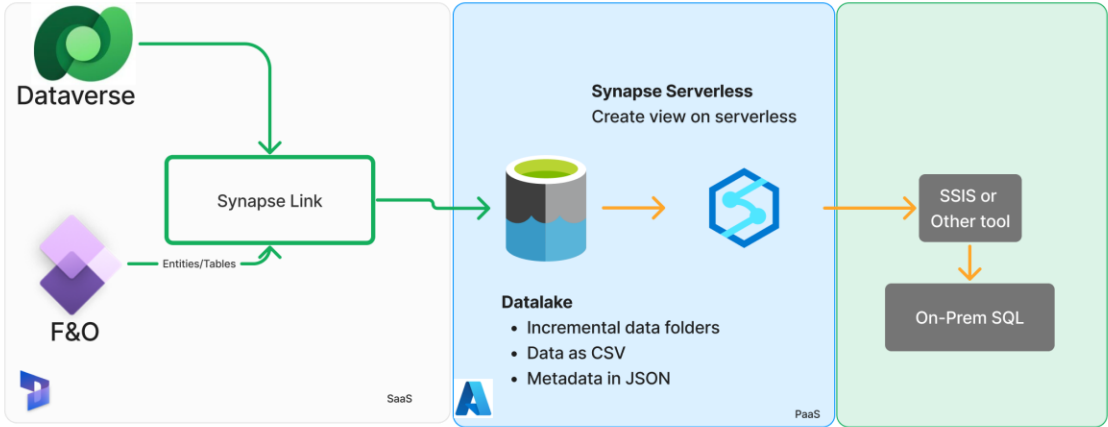 Dataverse
Synapse Link
Entities/Tables
F&O
SaaS
Synapse Serverless
Create view on serverless
Datalake
• Incremental data folders
• Data as CSV
• Metadata in JSON
PaaS
SSIS or
Other tool
On-Prem SQL